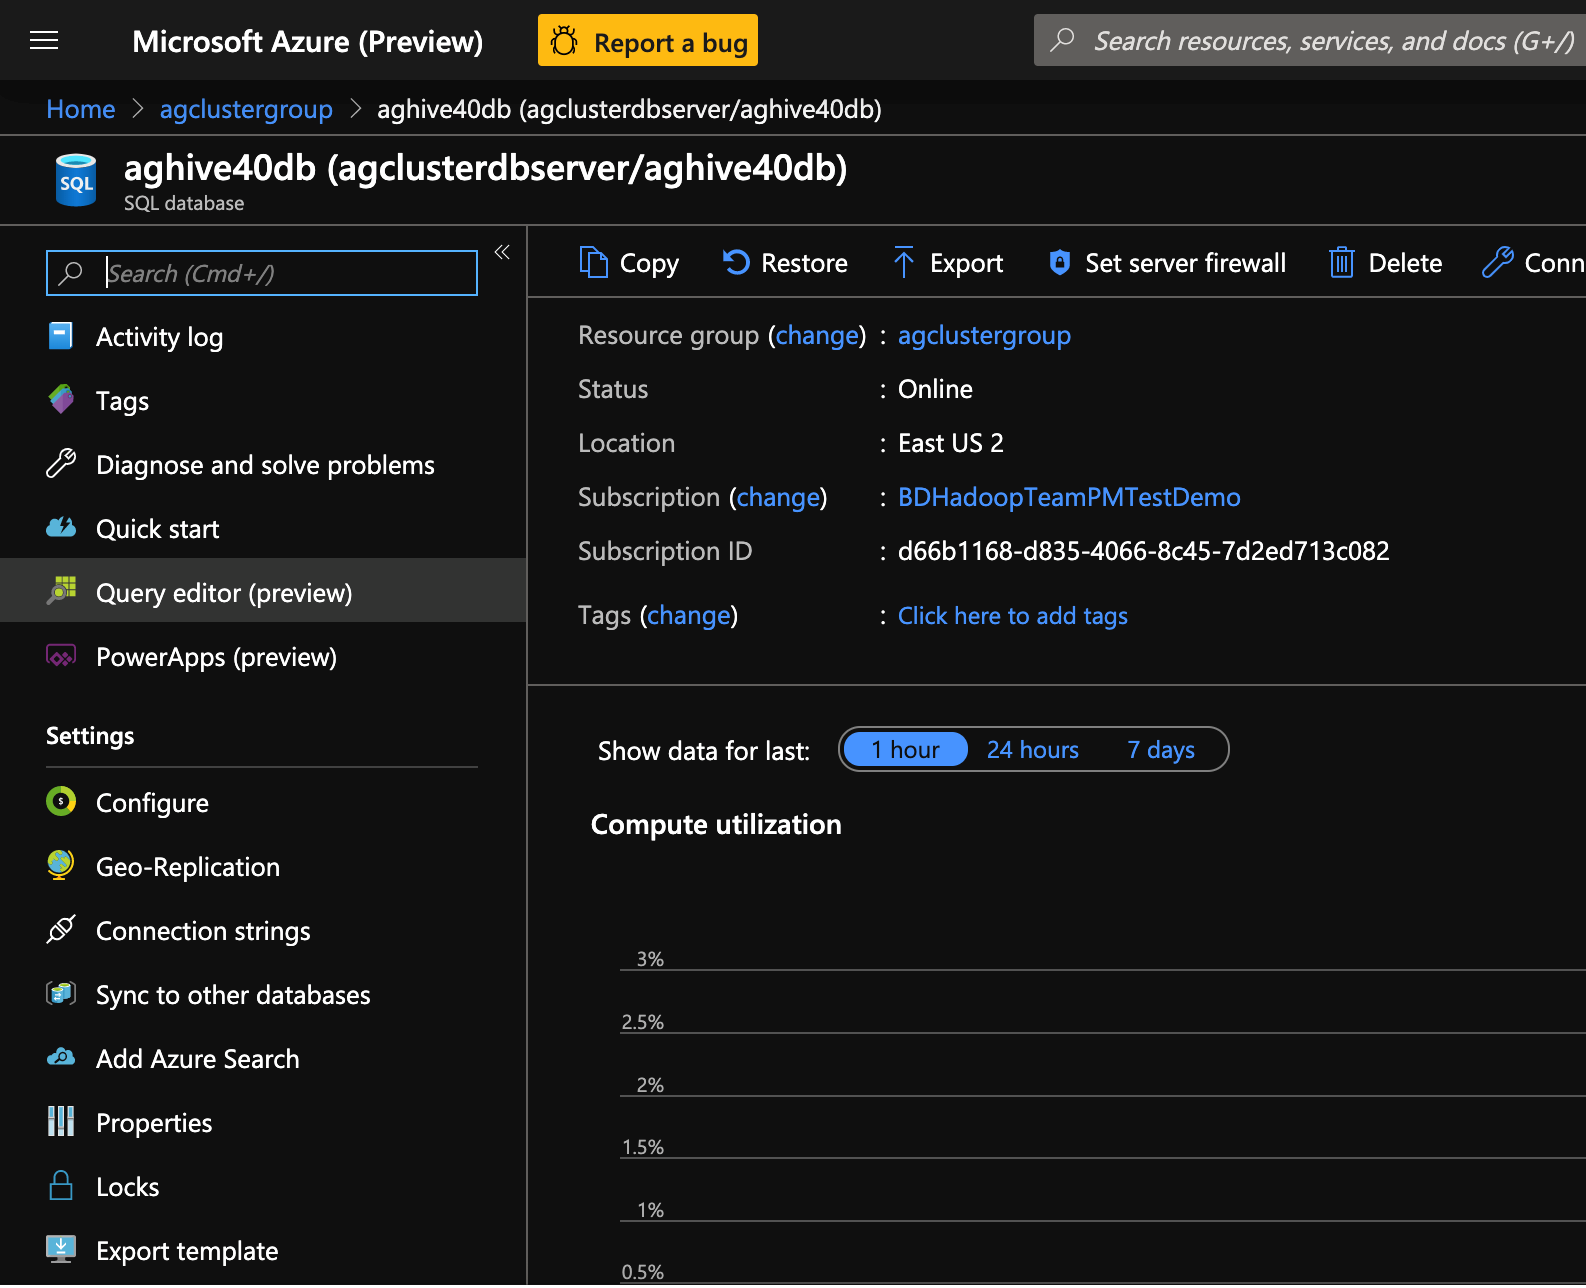 Microsoft Azure (Preview)
Report a bug
Search resources, services, and docs (G+/)
Home > agclustergroup > aghive40db (agclusterdbserver/aghive40db)
SQL
aghive40db (agclusterdbserver/aghive40db)
SQL database
Search (Cmd+/)
«
Activity log
Tags
Diagnose and solve problems
Quick start
Query editor (preview)
PowerApps (preview)
Settings
Configure
Geo-Replication
Connection strings
Sync to other databases
Add Azure Search
Properties
Locks
Export template
Copy
Restore
Export
Set server firewall
Delete
Conn
Resource group (change) : agclustergroup
Status : Online
Location : East US 2
Subscription (change) : BDHadoopTeamPMTestDemo
Subscription ID : d66b1168-d835-4066-8c45-7d2ed713c082
Tags (change) : Click here to add tags
Show data for last: 1 hour 24 hours 7 days
Compute utilization
3%
2.5%
2%
1.5%
1%
0.5%